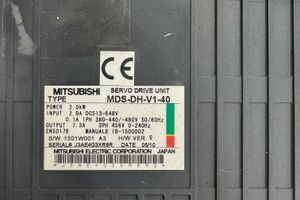 CE
MITSUBISHI SERVO DRIVE UNIT
TYPE MDS-DH-V1-40
POWER 2.0kW
INPUT 2.9A DC513-648V
0.1A 1PH 380-440/-480V 50/60Hz
OUTPUT 7.3A 3PH 456V 0-240Hz
EN50178 MANUAL# IB-1500002
S/W 1501W001 A3 H/W VER. 0
SERIAL# J3AE4G3XR8R DATE 05/10
MITSUBISHI ELECTRIC CORPORATION JAPAN